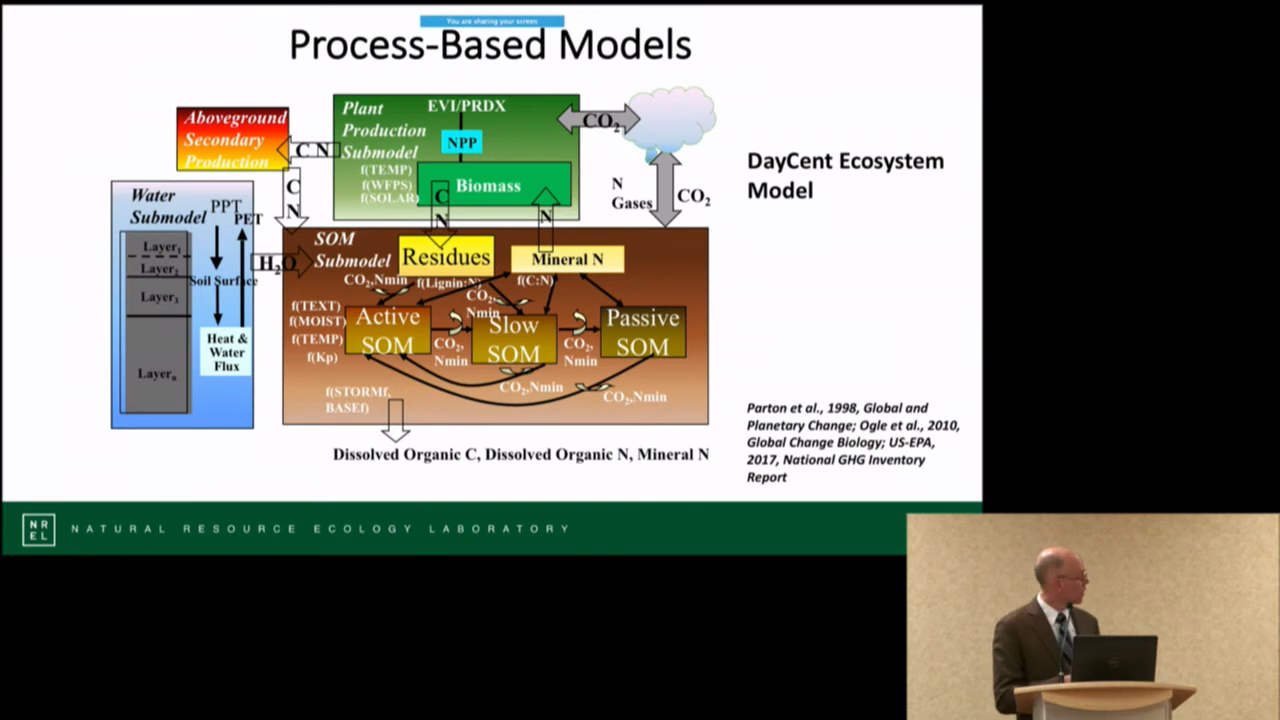 You are sharing your screen
Process-Based Models
Aboveground
Secondary
Production
Plant
Production
Submodel
EVI/PRDX
NPP
f(TEMP)
f(WFPS)
f(SOLAR)
Biomass
CO2
C N
C
N
C
N
N
N
Gases
CO2
DayCent Ecosystem
Model
Water
Submodel
PPT
PET
Layer1
Layer2
Soil Surface
Layer3
Heat &
Water
Flux
Layern
H2O
SOM
Submodel
Residues
Mineral N
CO2,Nmin
f(Lignin:N)
f(C:N)
CO2,
Nmin
f(TEXT)
f(MOIST)
f(TEMP)
f(Kp)
Active
SOM
CO2,
Nmin
Slow
SOM
CO2,
Nmin
Passive
SOM
CO2,Nmin
CO2,Nmin
f(STORMf,
BASEf)
Dissolved Organic C, Dissolved Organic N, Mineral N
Parton et al., 1998, Global and
Planetary Change; Ogle et al., 2010,
Global Change Biology; US-EPA,
2017, National GHG Inventory
Report
NR
EL
NATURAL RESOURCE ECOLOGY LABORATORY